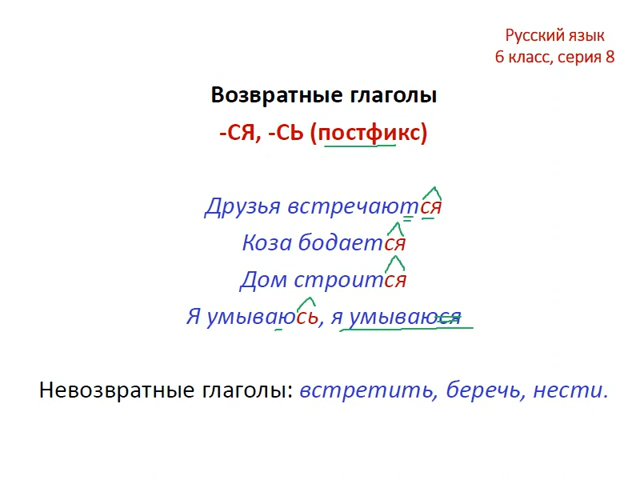 Русский язык
6 класс, серия 8
Возвратные глаголы
-СЯ, -СЬ (постфикс)
Друзья встречаются
Коза бодается
Дом строится
Я умываюсь, я умываюся
Невозвратные глаголы: встретить, беречь, нести.